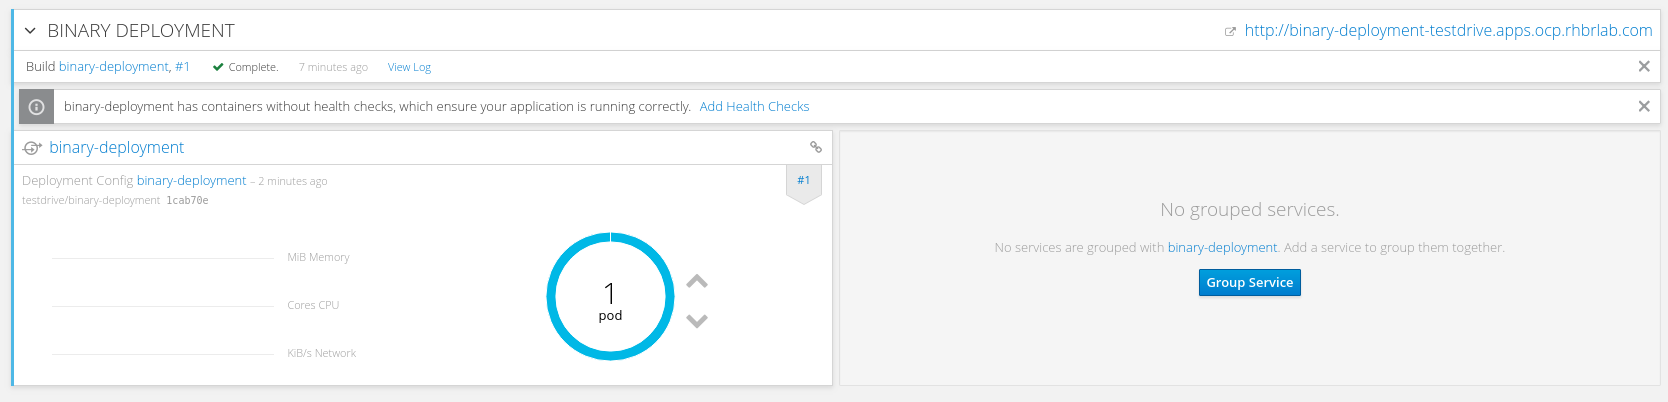 BINARY DEPLOYMENT
http://binary-deployment-testdrive.apps.ocp.rhbrlab.com
Build binary-deployment, #1 Complete. 7 minutes ago View Log
binary-deployment has containers without health checks, which ensure your application is running correctly. Add Health Checks
binary-deployment
Deployment Config binary-deployment – 2 minutes ago
#1
testdrive/binary-deployment 1cab70e
MiB Memory
Cores CPU
KiB/s Network
1
pod
No grouped services.
No services are grouped with binary-deployment. Add a service to group them together.
Group Service